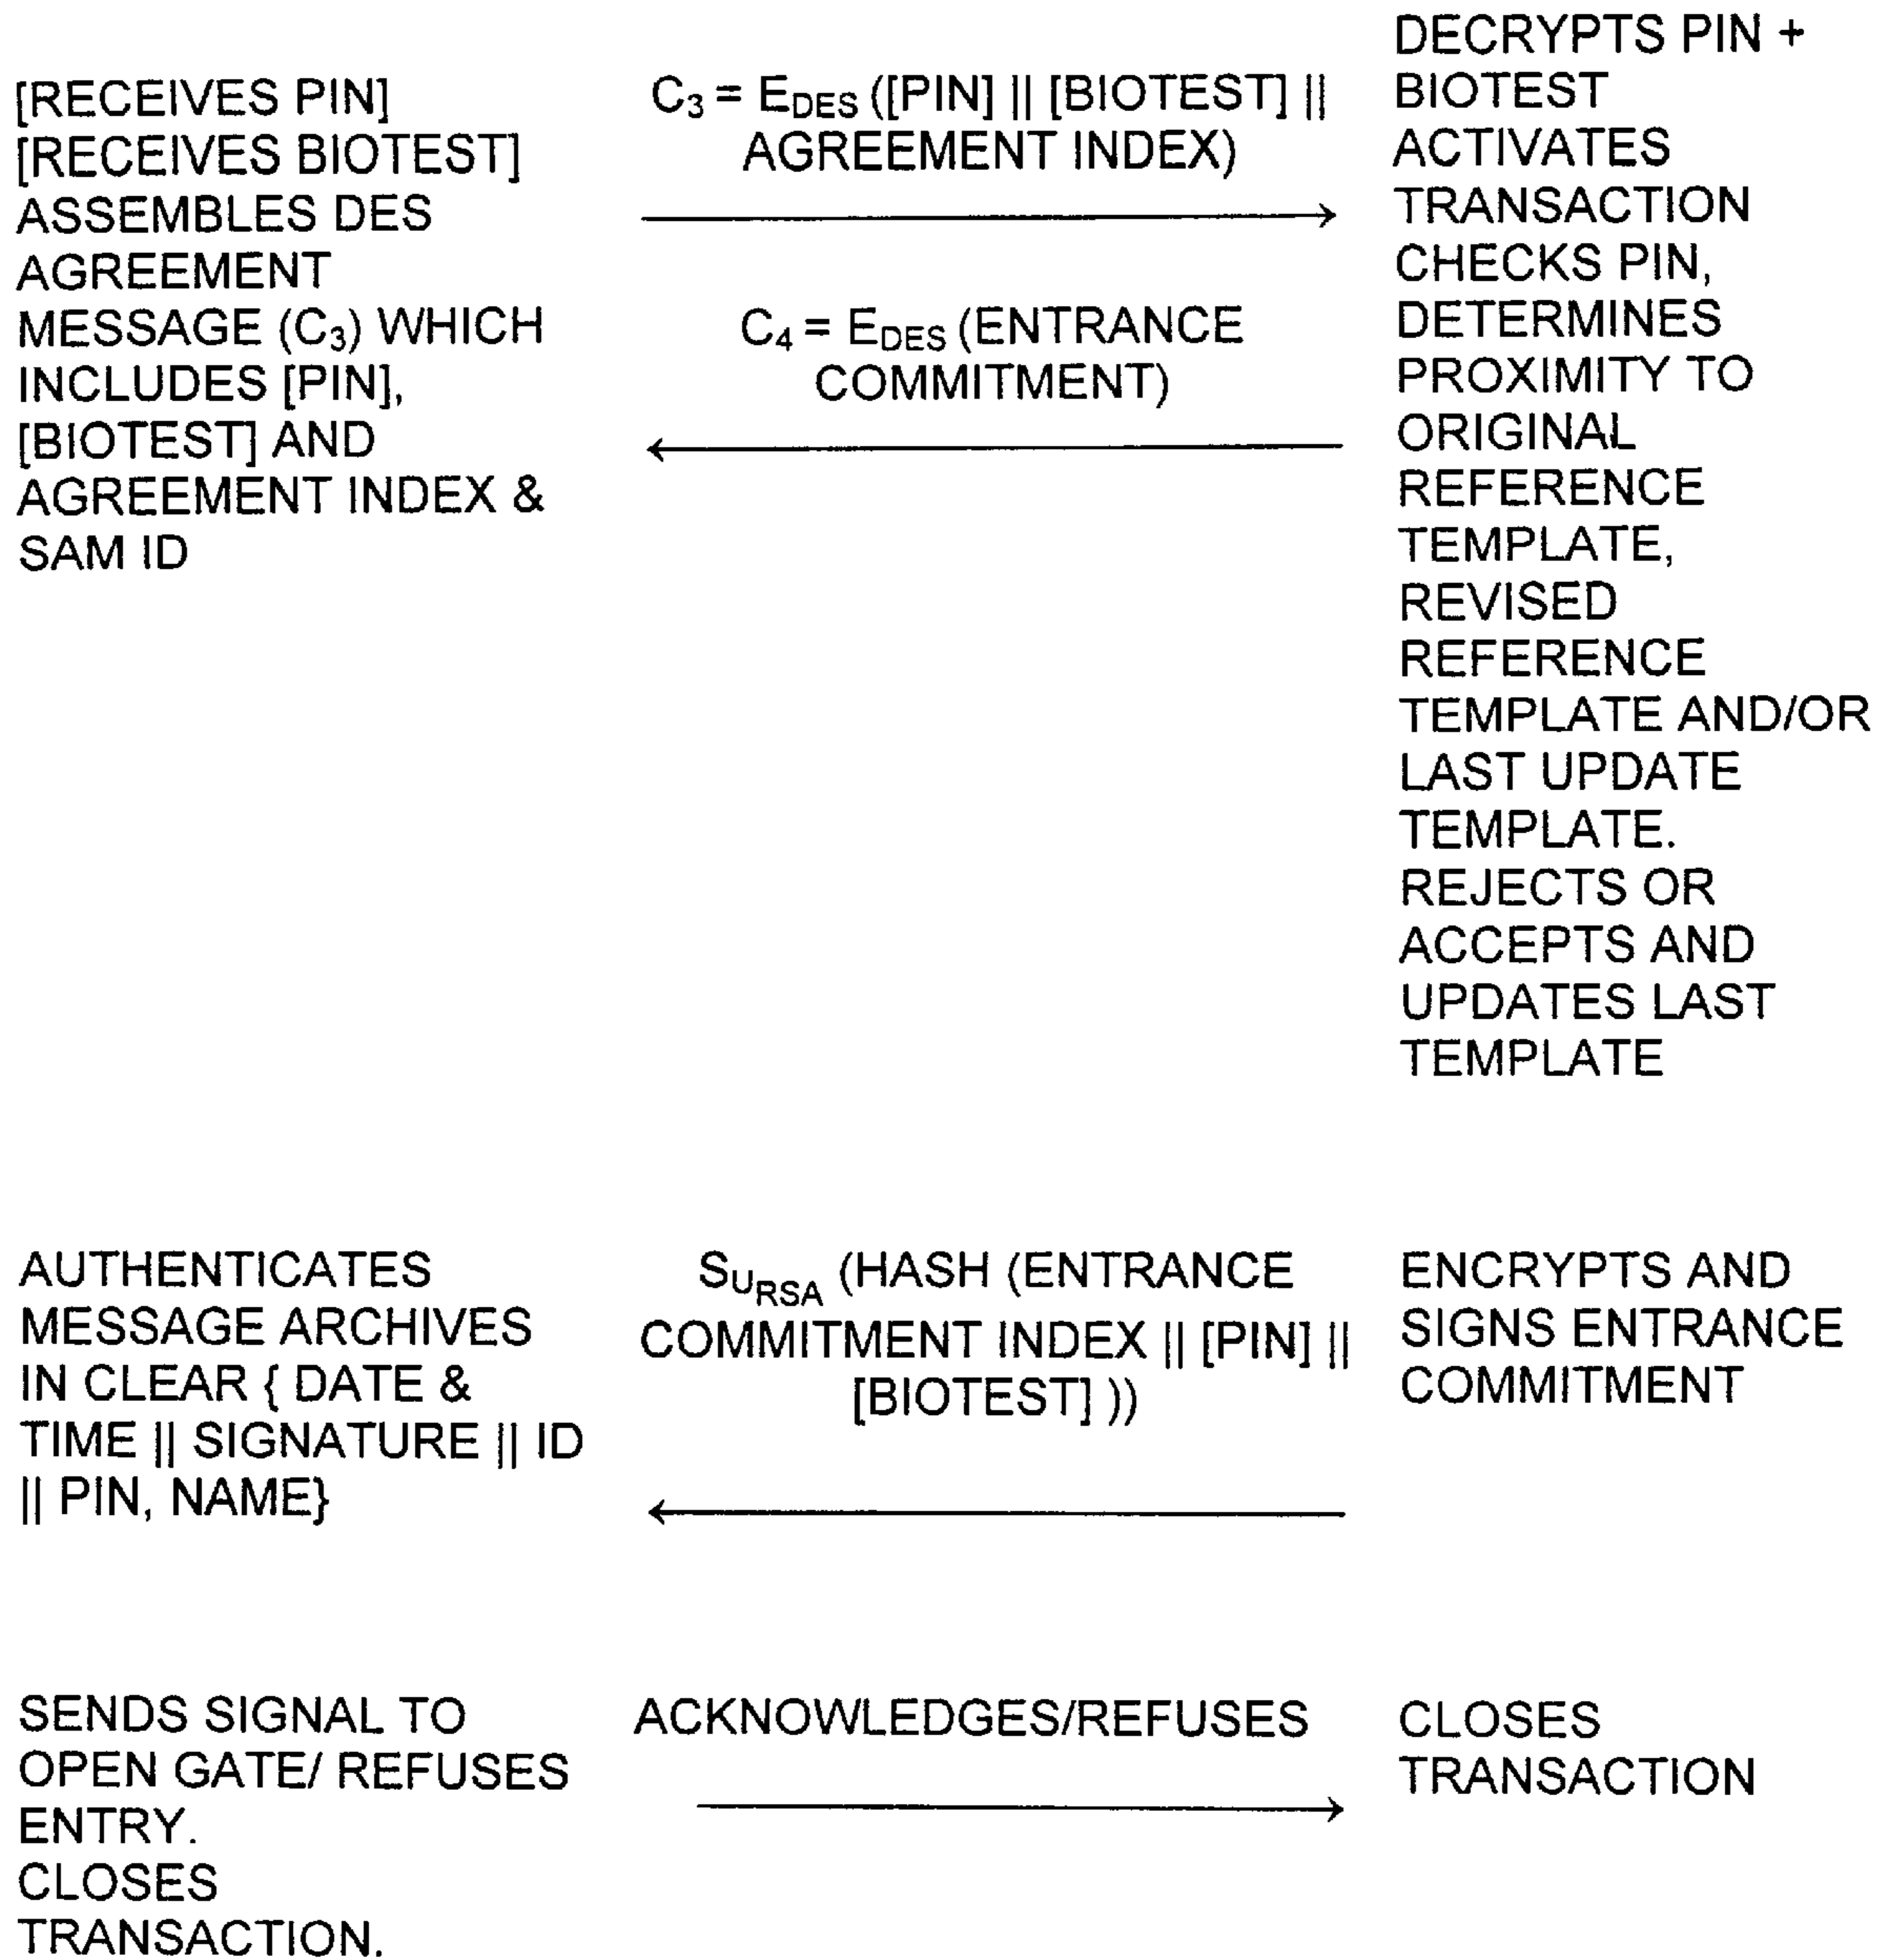 [RECEIVES PIN]
[RECEIVES BIOTEST]
ASSEMBLES DES
AGREEMENT
MESSAGE (C₃) WHICH
INCLUDES [PIN],
[BIOTEST] AND
AGREEMENT INDEX &
SAM ID
C₃ = E_DES ([PIN] || [BIOTEST] ||
AGREEMENT INDEX)
C₄ = E_DES (ENTRANCE
COMMITMENT)
DECRYPTS PIN +
BIOTEST
ACTIVATES
TRANSACTION
CHECKS PIN,
DETERMINES
PROXIMITY TO
ORIGINAL
REFERENCE
TEMPLATE,
REVISED
REFERENCE
TEMPLATE AND/OR
LAST UPDATE
TEMPLATE.
REJECTS OR
ACCEPTS AND
UPDATES LAST
TEMPLATE
AUTHENTICATES
MESSAGE ARCHIVES
IN CLEAR { DATE &
TIME || SIGNATURE || ID
|| PIN, NAME}
S_U_RSA (HASH (ENTRANCE
COMMITMENT INDEX || [PIN] ||
[BIOTEST] ))
ENCRYPTS AND
SIGNS ENTRANCE
COMMITMENT
SENDS SIGNAL TO
OPEN GATE/ REFUSES
ENTRY.
CLOSES
TRANSACTION.
ACKNOWLEDGES/REFUSES
CLOSES
TRANSACTION